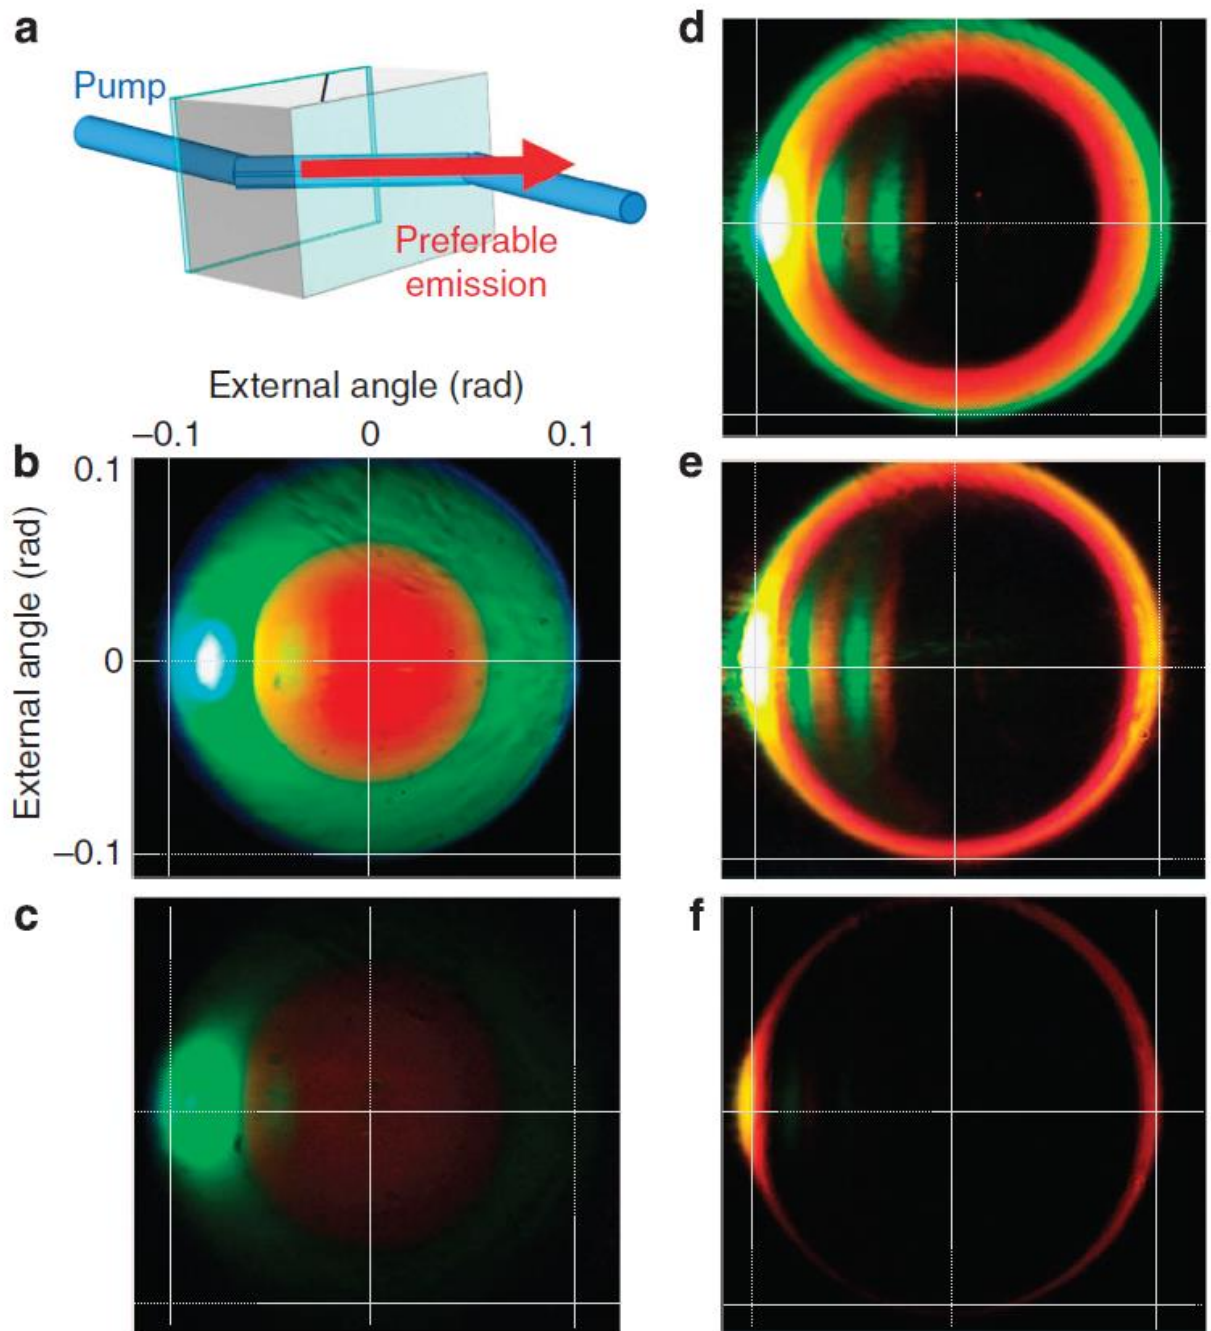 a
Pump
Preferable
emission
External angle (rad)
–0.1 0 0.1
b
0.1
External angle (rad)
0
–0.1
c
d
e
f